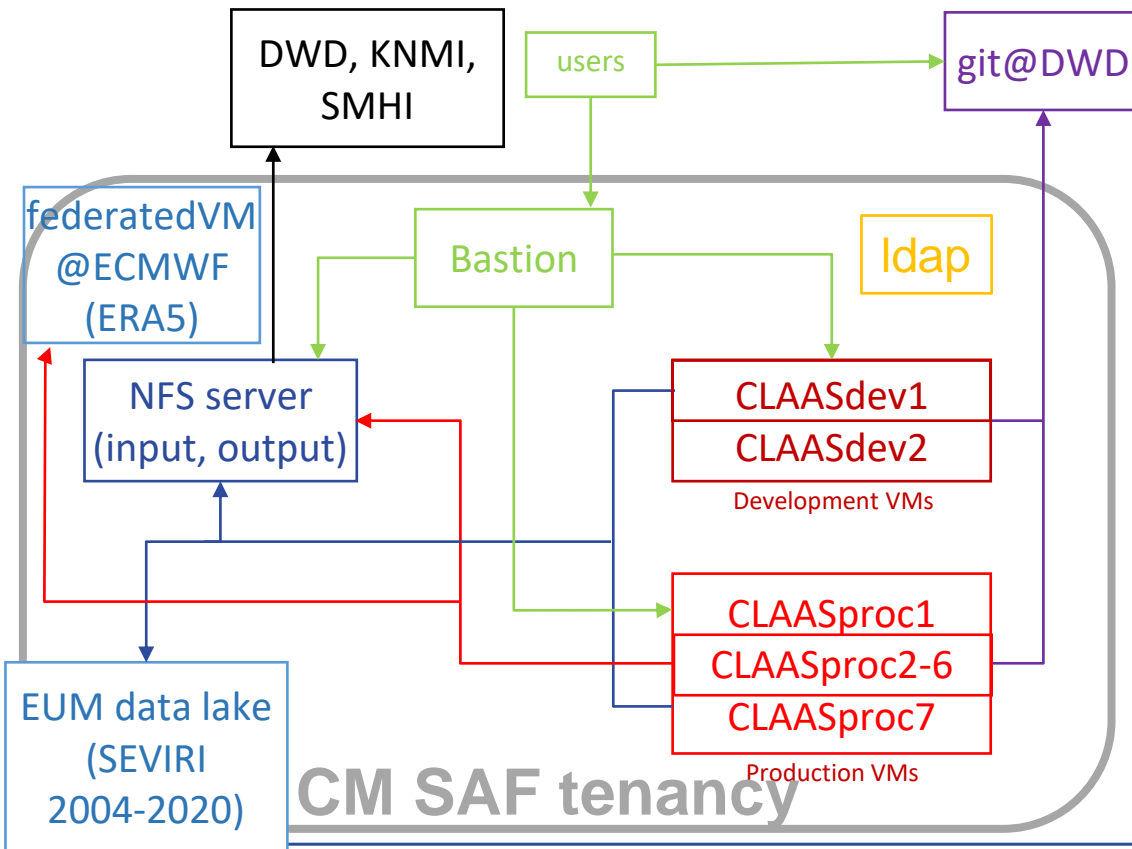 DWD, KNMI,
SMHI
users
git@DWD
federatedVM
@ECMWF
(ERA5)
Bastion
ldap
NFS server
(input, output)
CLAASdev1
CLAASdev2
Development VMs
CLAASproc1
CLAASproc2-6
CLAASproc7
Production VMs
EUM data lake
(SEVIRI
2004-2020)
CM SAF tenancy